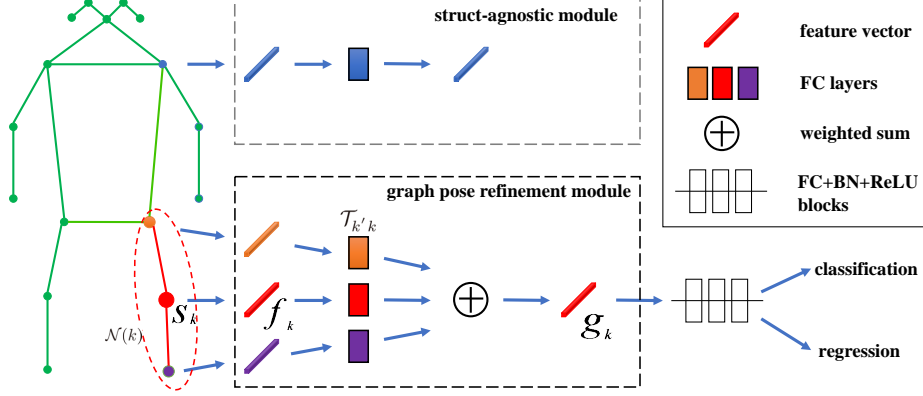 struct-agnostic module
feature vector
FC layers
weighted sum
FC+BN+ReLU
blocks
graph pose refinement module
𝒯k′k
Sk
fk
gk
𝒩(k)
classification
regression